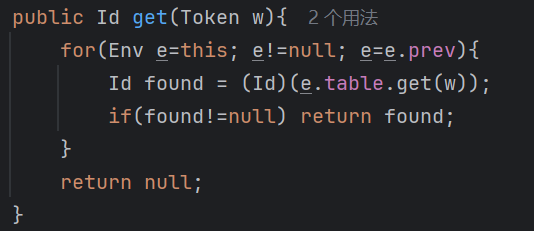 public Id get(Token w){ 2个用法
    for(Env e=this; e!=null; e=e.prev){
        Id found = (Id)(e.table.get(w));
        if(found!=null) return found;
    }
    return null;
}